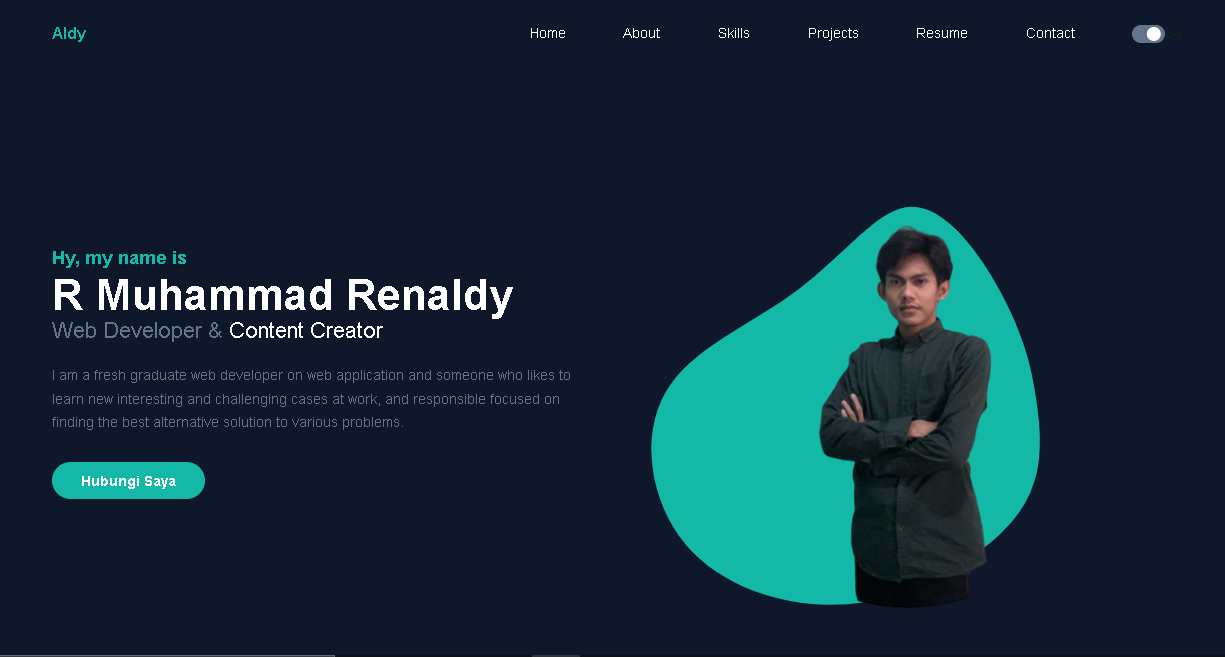 Aldy
Home
About
Skills
Projects
Resume
Contact
Hy, my name is
R Muhammad Renaldy
Web Developer & Content Creator
I am a fresh graduate web developer on web application and someone who likes to
learn new interesting and challenging cases at work, and responsible focused on
finding the best alternative solution to various problems.
Hubungi Saya